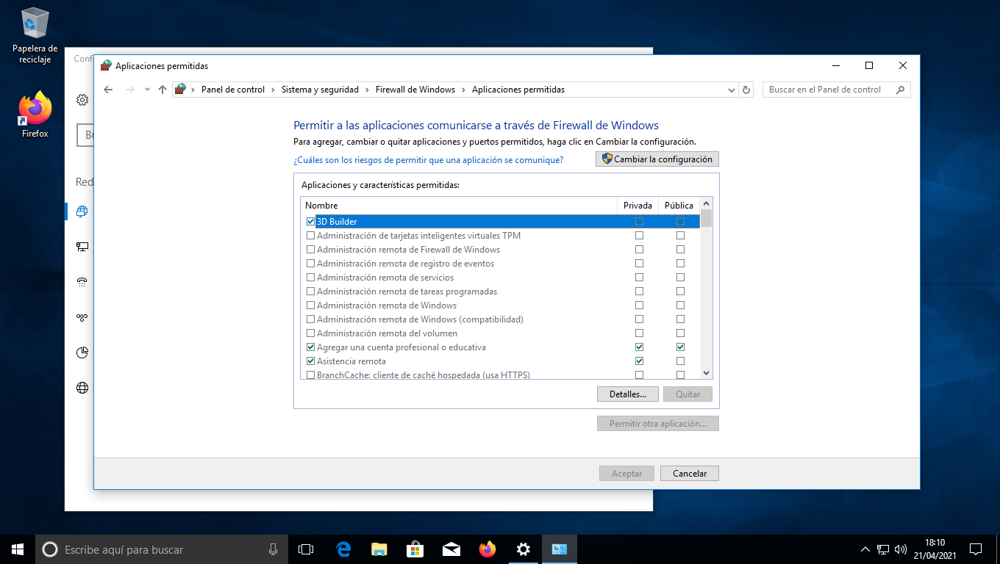 Papelera de
reciclaje
Firefox
Conf
Aplicaciones permitidas
Panel de control > Sistema y seguridad > Firewall de Windows > Aplicaciones permitidas
Buscar en el Panel de control
Red
Permitir a las aplicaciones comunicarse a través de Firewall de Windows
Para agregar, cambiar o quitar aplicaciones y puertos permitidos, haga clic en Cambiar la configuración.
¿Cuáles son los riesgos de permitir que una aplicación se comunique?
Cambiar la configuración
Aplicaciones y características permitidas:
Nombre Privada Pública
3D Builder
Administración de tarjetas inteligentes virtuales TPM
Administración remota de Firewall de Windows
Administración remota de registro de eventos
Administración remota de servicios
Administración remota de tareas programadas
Administración remota de Windows
Administración remota de Windows (compatibilidad)
Administración remota del volumen
Agregar una cuenta profesional o educativa
Asistencia remota
BranchCache: cliente de caché hospedada (usa HTTPS)
Detalles... Quitar
Permitir otra aplicación...
Aceptar Cancelar
Escribe aquí para buscar
18:10
21/04/2021